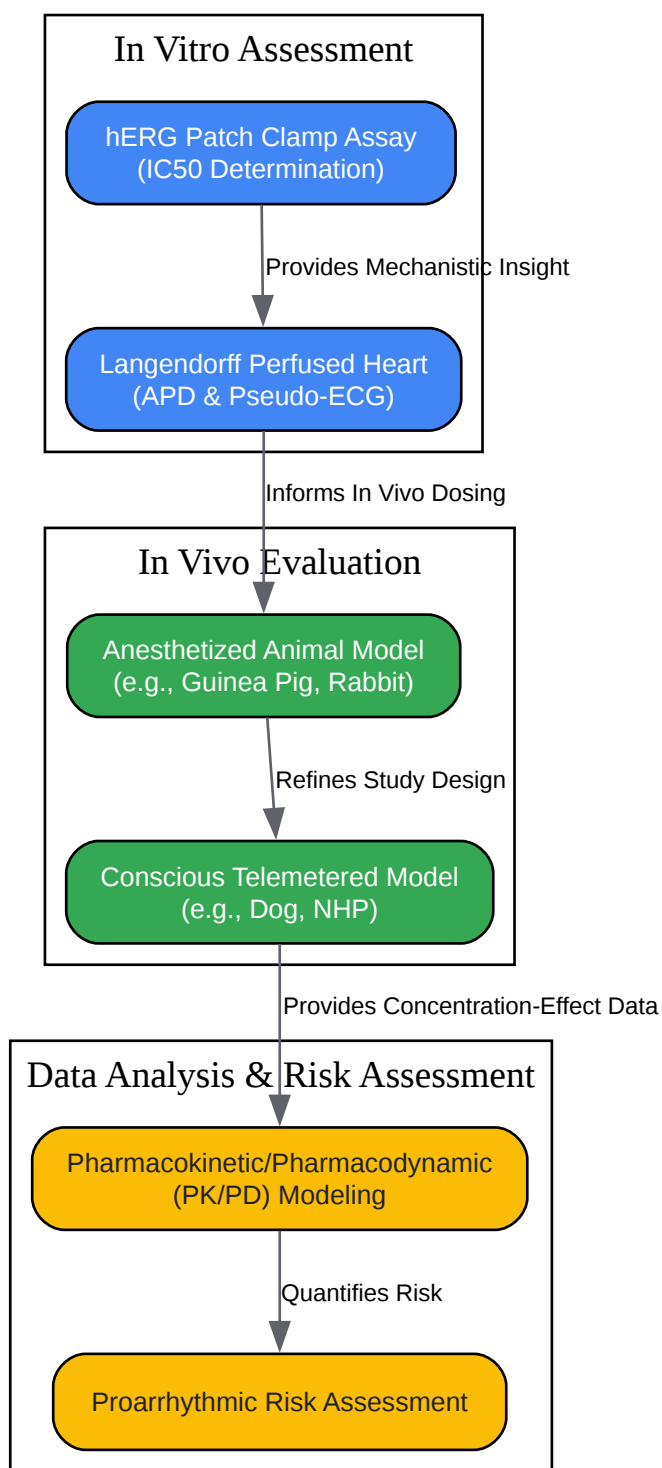 In Vitro Assessment
hERG Patch Clamp Assay
(IC50 Determination)
Provides Mechanistic Insight
Langendorff Perfused Heart
(APD & Pseudo-ECG)
Informs In Vivo Dosing
In Vivo Evaluation
Anesthetized Animal Model
(e.g., Guinea Pig, Rabbit)
Refines Study Design
Conscious Telemetered Model
(e.g., Dog, NHP)
Provides Concentration-Effect Data
Data Analysis & Risk Assessment
Pharmacokinetic/Pharmacodynamic
(PK/PD) Modeling
Quantifies Risk
Proarrhythmic Risk Assessment